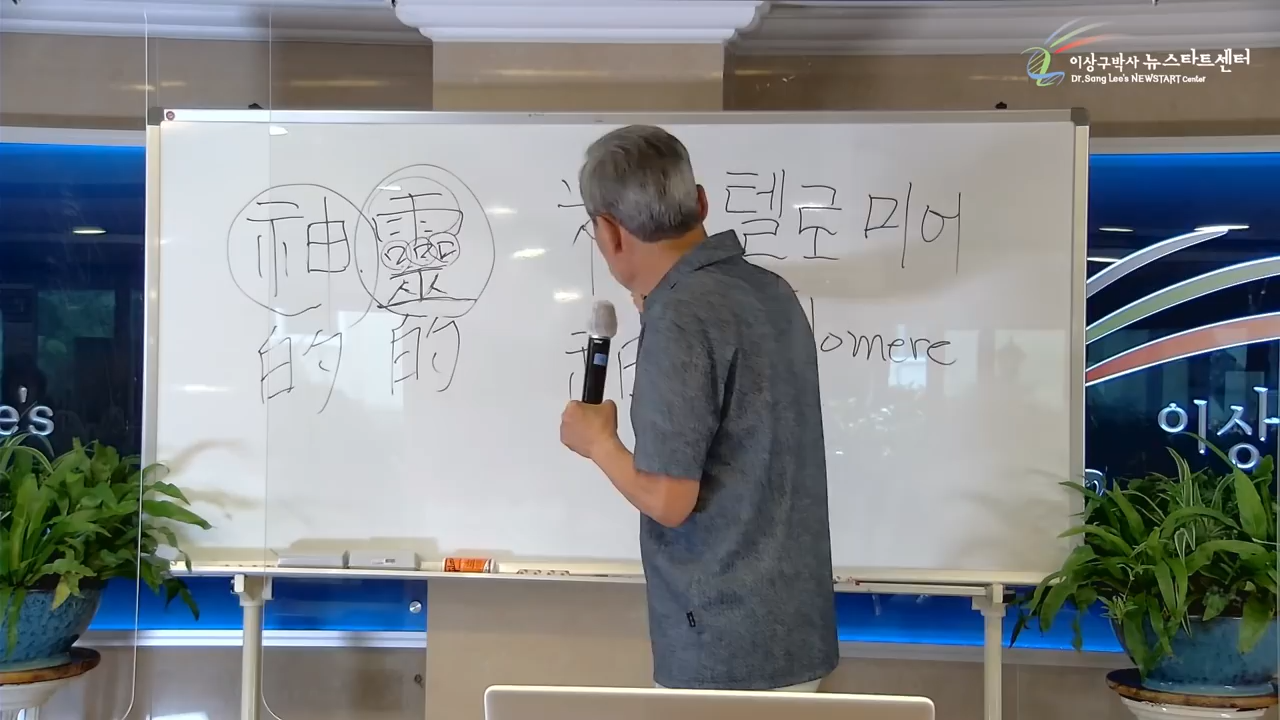 이상구박사 뉴스타트센터
Dr. Sang Lee's NEWSTART Center
神靈
的 的
텔로미어
lomere
e's
이상